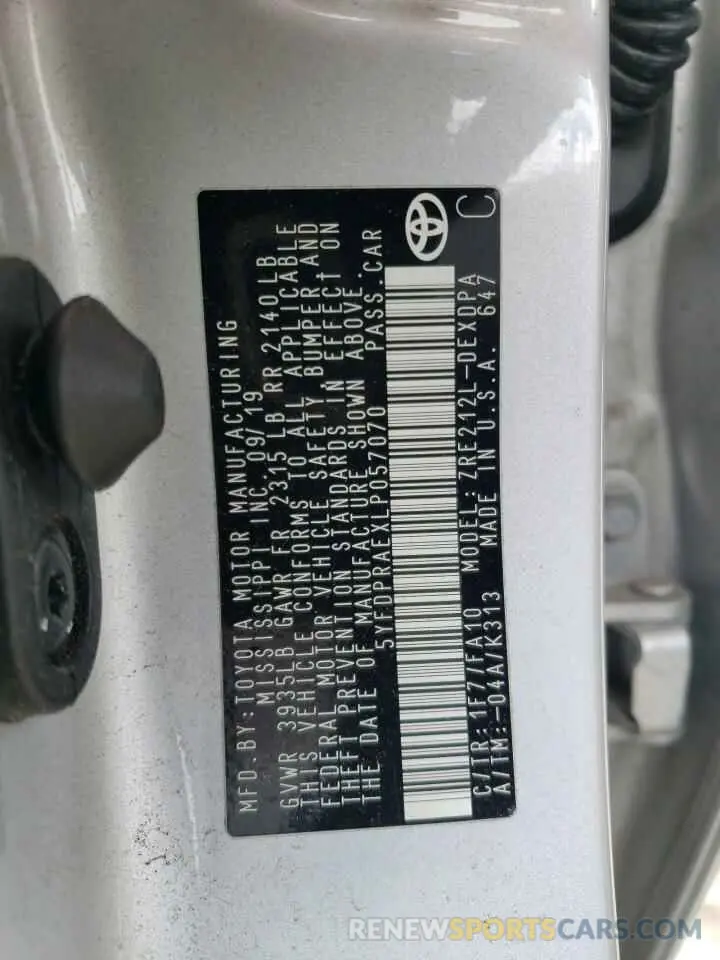 MFD.BY:TOYOTA MOTOR MANUFACTURING
MISSISSIPPI INC. 09/19
GVWR 3935LB GAWR FR 2315 LB RR 2140 LB
THIS VEHICLE CONFORMS TO ALL APPLICABLE
FEDERAL MOTOR VEHICLE SAFETY, BUMPER AND
THEFT PREVENTION STANDARDS IN EFFECT ON
THE DATE OF MANUFACTURE SHOWN ABOVE.
5YFDPRAEXLP057070 PASS.CAR
C/TR:1F7/FA10 MODEL:ZRE212L-DEXDPA
A/TM:-04A/K313 MADE IN U.S.A. 647
C
RENEWSPORTSCARS.COM